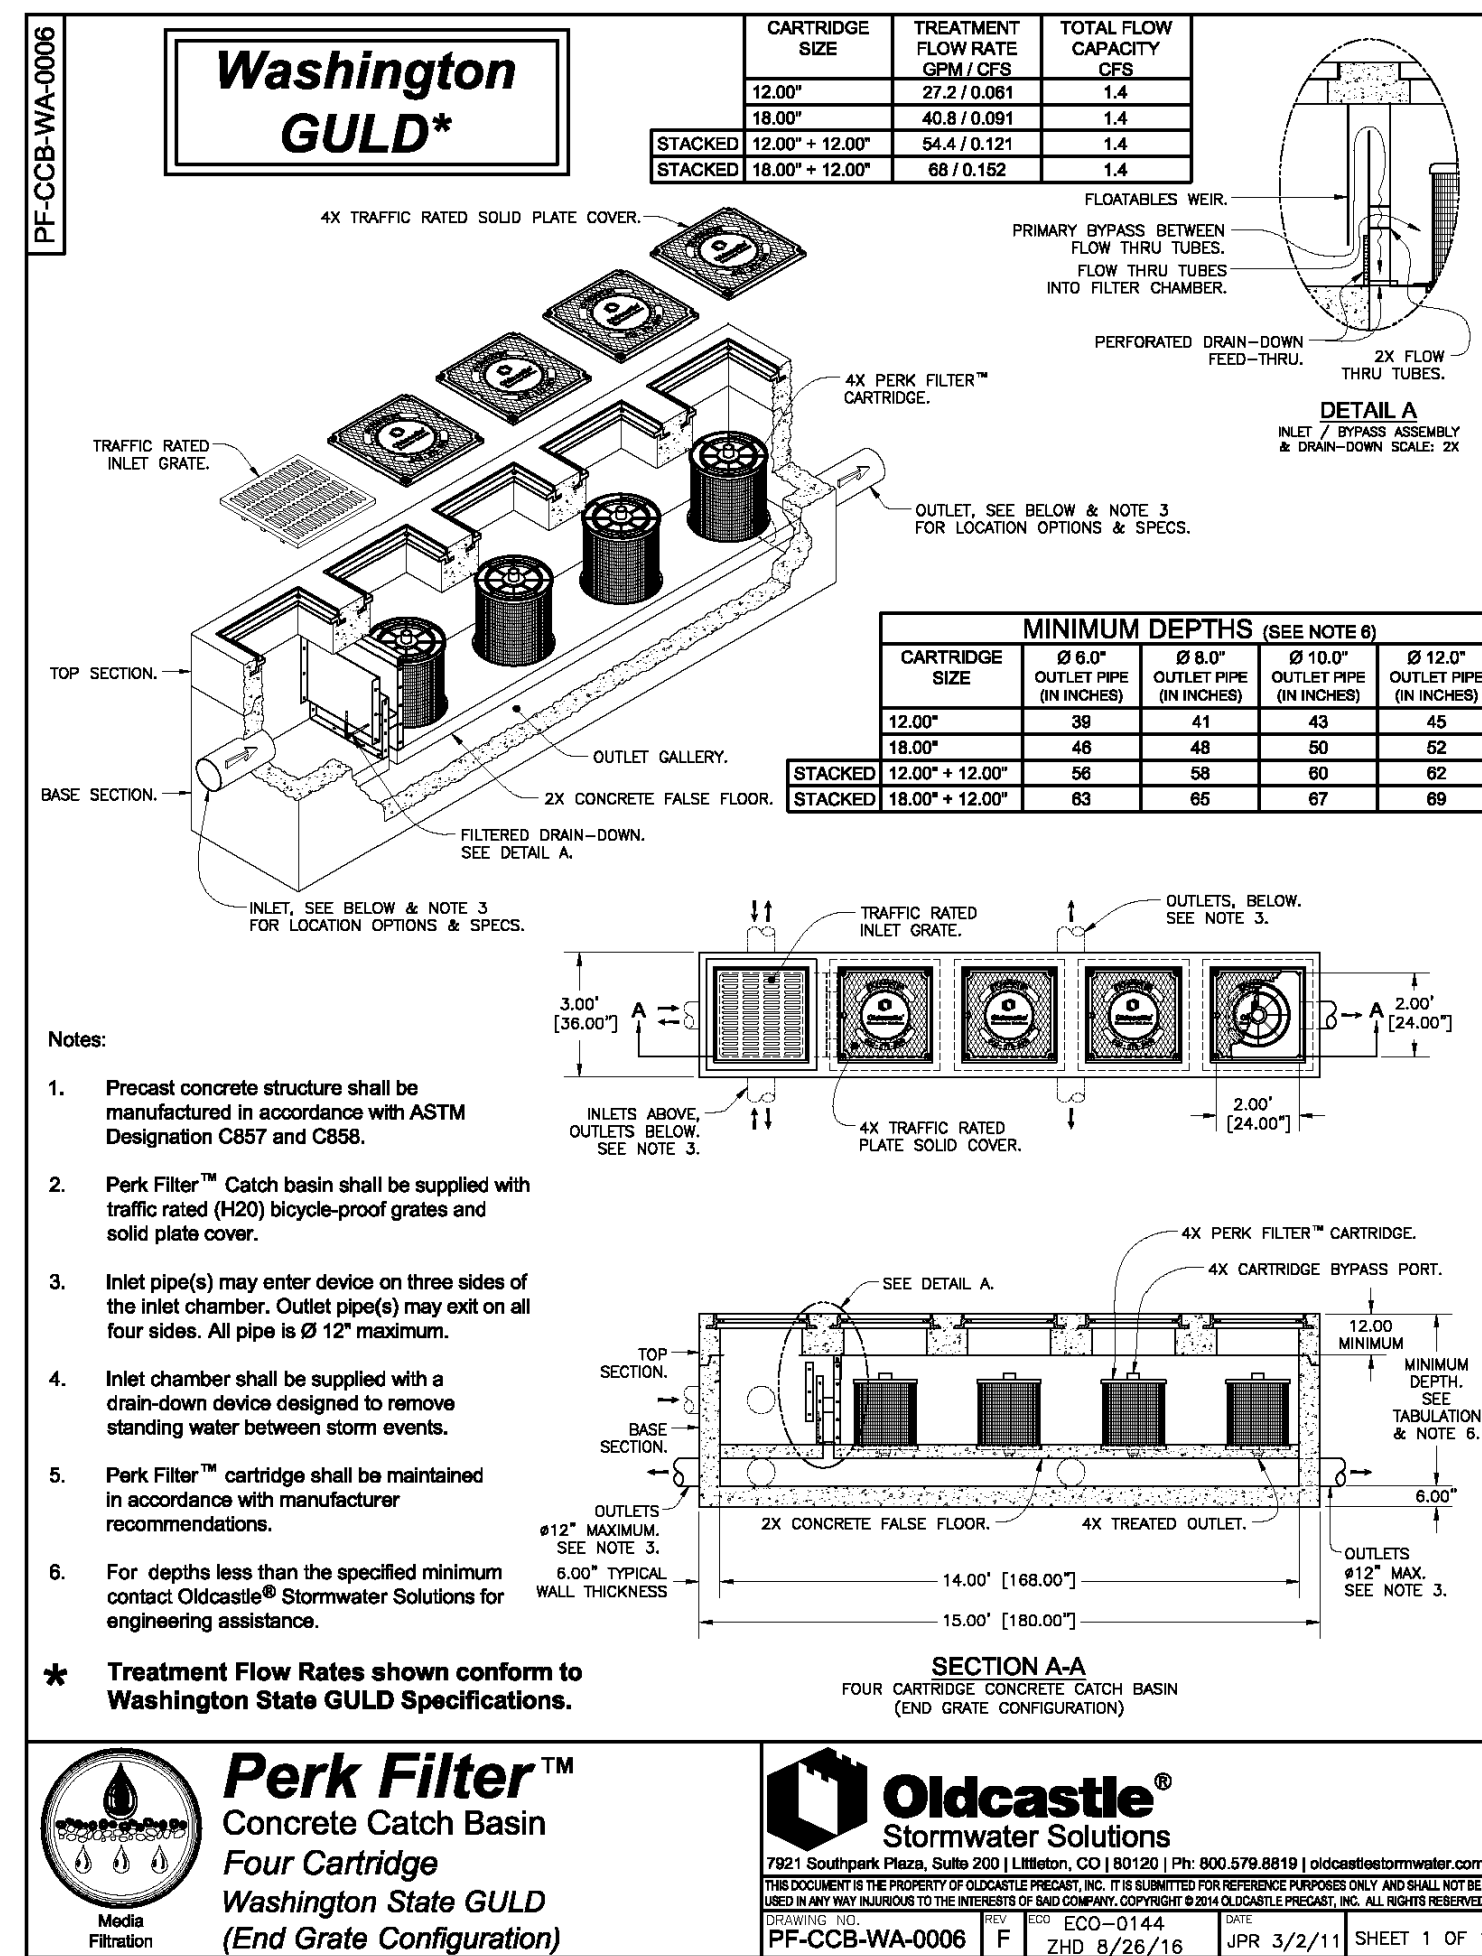 PF-CCB-WA-0006
Washington
GULD*
CARTRIDGE SIZE TREATMENT FLOW RATE GPM / CFS TOTAL FLOW CAPACITY CFS
12.00" 27.2 / 0.061 1.4
18.00" 40.8 / 0.091 1.4
STACKED 12.00" + 12.00" 54.4 / 0.121 1.4
STACKED 18.00" + 12.00" 68 / 0.152 1.4
4X TRAFFIC RATED SOLID PLATE COVER.
FLOATABLES WEIR.
PRIMARY BYPASS BETWEEN
FLOW THRU TUBES.
FLOW THRU TUBES
INTO FILTER CHAMBER.
PERFORATED DRAIN-DOWN
FEED-THRU.
2X FLOW
THRU TUBES.
DETAIL A
INLET / BYPASS ASSEMBLY
& DRAIN-DOWN SCALE: 2X
4X PERK FILTER™
CARTRIDGE.
TRAFFIC RATED
INLET GRATE.
OUTLET, SEE BELOW & NOTE 3
FOR LOCATION OPTIONS & SPECS.
TOP SECTION.
BASE SECTION.
OUTLET GALLERY.
2X CONCRETE FALSE FLOOR.
FILTERED DRAIN-DOWN.
SEE DETAIL A.
INLET, SEE BELOW & NOTE 3
FOR LOCATION OPTIONS & SPECS.
MINIMUM DEPTHS (SEE NOTE 6)
CARTRIDGE SIZE Ø 6.0" OUTLET PIPE (IN INCHES) Ø 8.0" OUTLET PIPE (IN INCHES) Ø 10.0" OUTLET PIPE (IN INCHES) Ø 12.0" OUTLET PIPE (IN INCHES)
12.00" 39 41 43 45
18.00" 46 48 50 52
STACKED 12.00" + 12.00" 56 58 60 62
STACKED 18.00" + 12.00" 63 65 67 69
TRAFFIC RATED
INLET GRATE.
OUTLETS, BELOW.
SEE NOTE 3.
3.00'
[36.00"]
A
A
2.00'
[24.00"]
Oldcastle
Oldcastle
Oldcastle
2.00'
[24.00"]
INLETS ABOVE,
OUTLETS BELOW.
SEE NOTE 3.
4X TRAFFIC RATED
PLATE SOLID COVER.
Notes:
1. Precast concrete structure shall be
manufactured in accordance with ASTM
Designation C857 and C858.
2. Perk Filter™ Catch basin shall be supplied with
traffic rated (H20) bicycle-proof grates and
solid plate cover.
3. Inlet pipe(s) may enter device on three sides of
the inlet chamber. Outlet pipe(s) may exit on all
four sides. All pipe is Ø 12" maximum.
4. Inlet chamber shall be supplied with a
drain-down device designed to remove
standing water between storm events.
5. Perk Filter™ cartridge shall be maintained
in accordance with manufacturer
recommendations.
6. For depths less than the specified minimum
contact Oldcastle® Stormwater Solutions for
engineering assistance.
* Treatment Flow Rates shown conform to
Washington State GULD Specifications.
4X PERK FILTER™ CARTRIDGE.
4X CARTRIDGE BYPASS PORT.
SEE DETAIL A.
TOP
SECTION.
BASE
SECTION.
12.00
MINIMUM
MINIMUM
DEPTH.
SEE
TABULATION
& NOTE 6.
6.00"
OUTLETS
ø12" MAXIMUM.
SEE NOTE 3.
2X CONCRETE FALSE FLOOR.
4X TREATED OUTLET.
OUTLETS
ø12" MAX.
SEE NOTE 3.
6.00" TYPICAL
WALL THICKNESS
14.00' [168.00"]
15.00' [180.00"]
SECTION A-A
FOUR CARTRIDGE CONCRETE CATCH BASIN
(END GRATE CONFIGURATION)
Media
Filtration
Perk Filter™
Concrete Catch Basin
Four Cartridge
Washington State GULD
(End Grate Configuration)
Oldcastle®
Stormwater Solutions
7921 Southpark Plaza, Suite 200 | Littleton, CO | 80120 | Ph: 800.579.8819 | oldcastlestormwater.com
THIS DOCUMENT IS THE PROPERTY OF OLDCASTLE PRECAST, INC. IT IS SUBMITTED FOR REFERENCE PURPOSES ONLY AND SHALL NOT BE
USED IN ANY WAY INJURIOUS TO THE INTERESTS OF SAID COMPANY. COPYRIGHT © 2014 OLDCASTLE PRECAST, INC. ALL RIGHTS RESERVED
DRAWING NO. REV ECO DATE
PF-CCB-WA-0006 F ECO-0144 ZHD 8/26/16 JPR 3/2/11 SHEET 1 OF